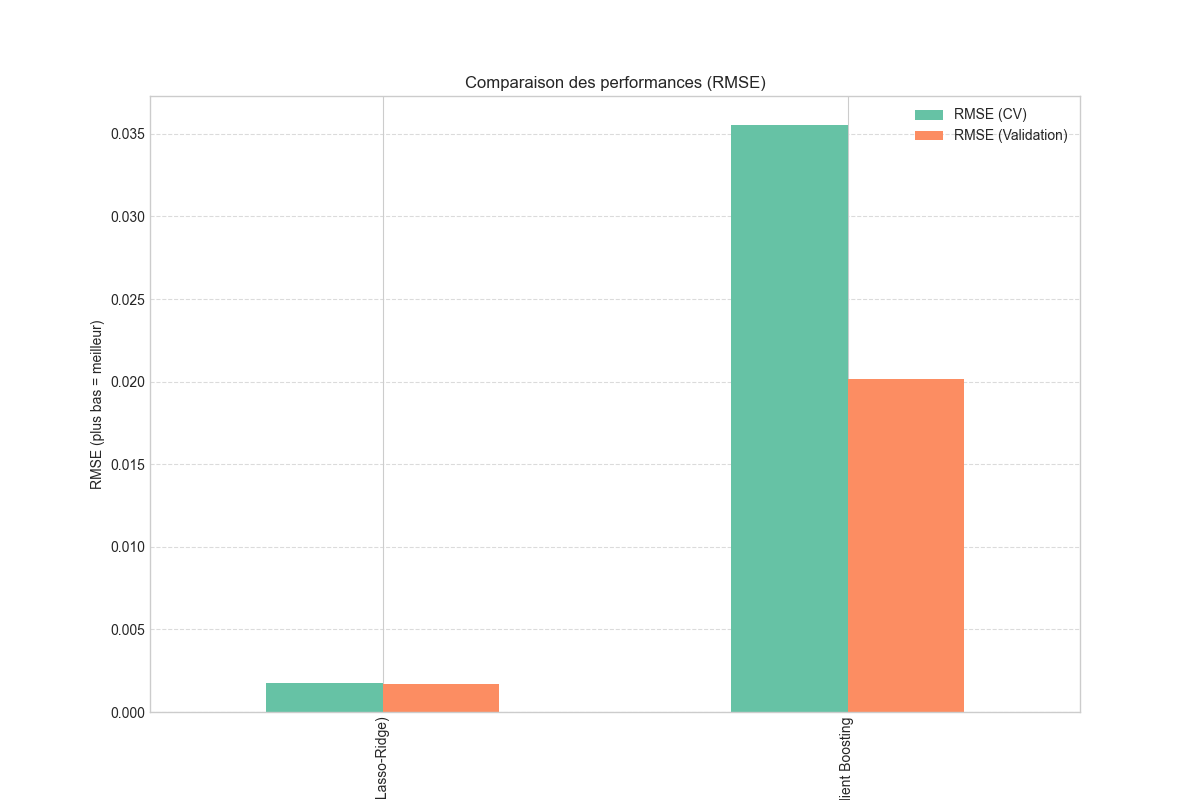 Comparaison des performances (RMSE)
RMSE (CV)
RMSE (Validation)
RMSE (plus bas = meilleur)
0.035
0.030
0.025
0.020
0.015
0.010
0.005
0.000
Lasso-Ridge)
Boosting